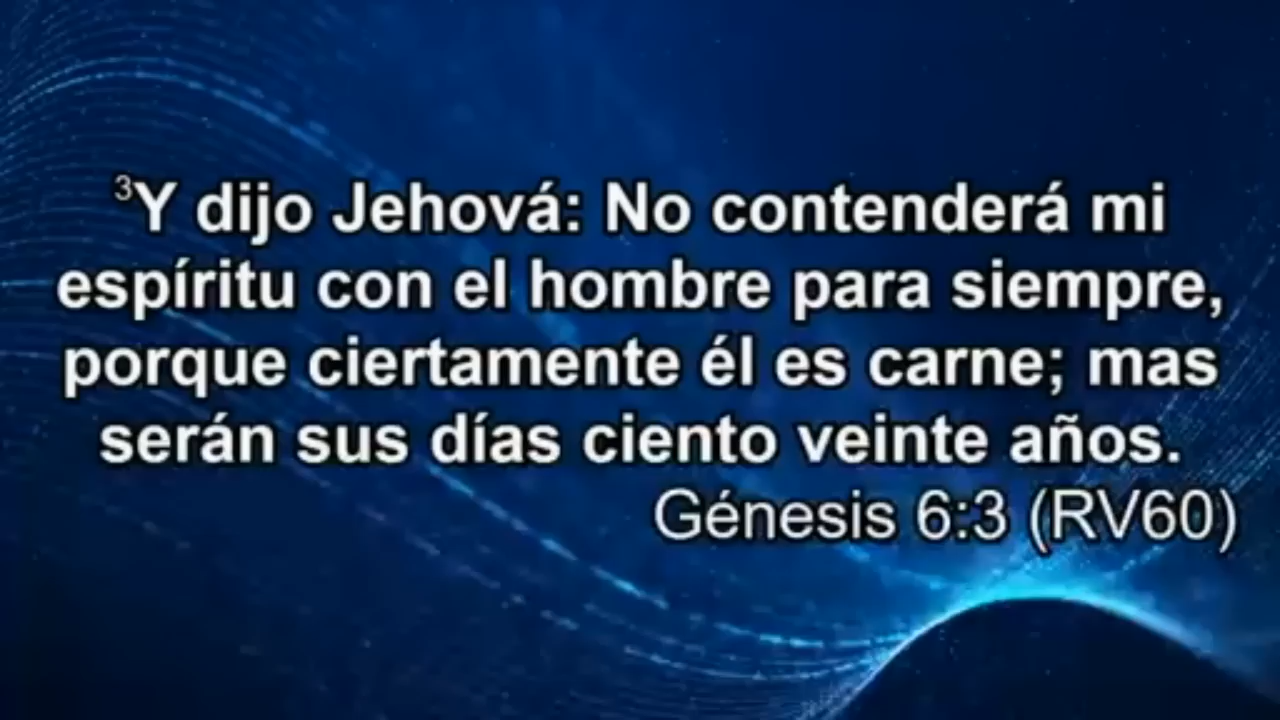 ³Y dijo Jehová: No contenderá mi
espíritu con el hombre para siempre,
porque ciertamente él es carne; mas
serán sus días ciento veinte años.
Génesis 6:3 (RV60)